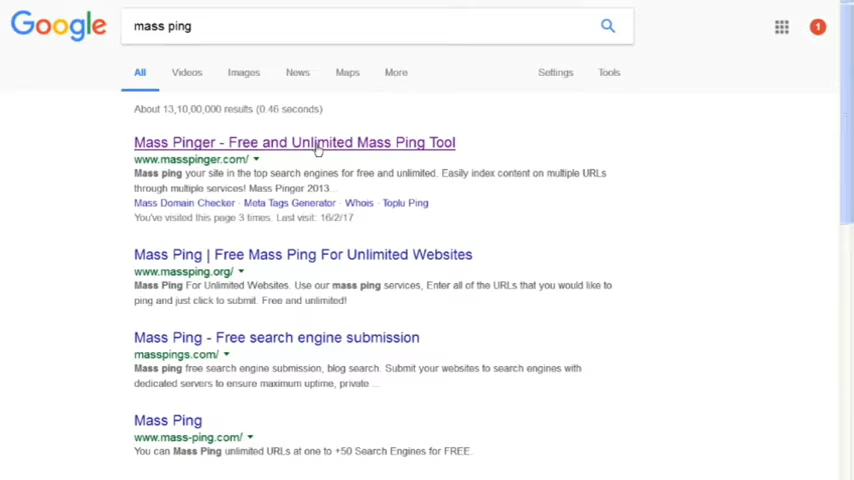 Google
mass ping
1
All Videos Images News Maps More Settings Tools
About 13,10,00,000 results (0.46 seconds)
Mass Pinger - Free and Unlimited Mass Ping Tool
www.masspinger.com/
Mass ping your site in the top search engines for free and unlimited. Easily index content on multiple URLs
through multiple services! Mass Pinger 2013...
Mass Domain Checker · Meta Tags Generator · Whois · Toplu Ping
You've visited this page 3 times. Last visit: 16/2/17
Mass Ping | Free Mass Ping For Unlimited Websites
www.massping.org/
Mass Ping For Unlimited Websites. Use our mass ping services, Enter all of the URLs that you would like to
ping and just click to submit. Free and unlimited!
Mass Ping - Free search engine submission
masspings.com/
Mass ping free search engine submission, blog search. Submit your websites to search engines with
dedicated servers to ensure maximum uptime, private ...
Mass Ping
www.mass-ping.com/
You can Mass Ping unlimited URLs at one to +50 Search Engines for FREE.